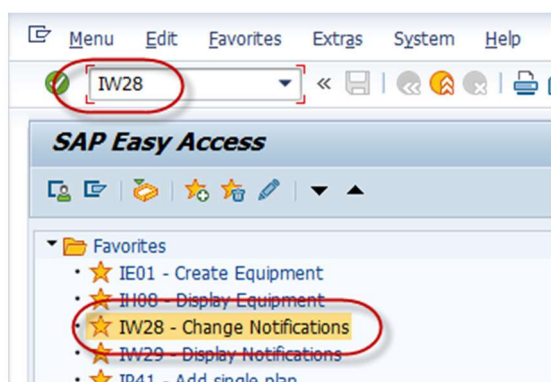 Menu Edit Favorites Extras System Help
IW28
SAP Easy Access
Favorites
IE01 - Create Equipment
IH08 - Display Equipment
IW28 - Change Notifications
IW29 - Display Notifications
IP41 - Add single plan